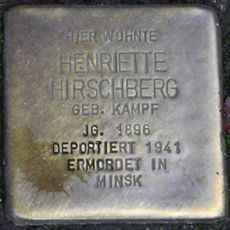 HIER WOHNTE
HENRIETTE
HIRSCHBERG
GEB. KAMPF
JG. 1896
DEPORTIERT 1941
ERMORDET IN
MINSK